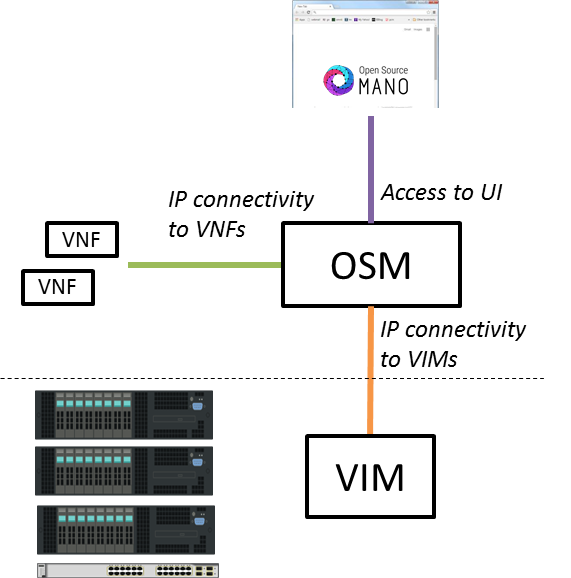 Open Source
MANO
IP connectivity
to VNFs
Access to UI
VNF
VNF
OSM
IP connectivity
to VIMs
VIM